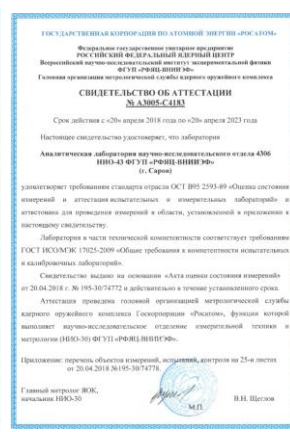 ГОСУДАРСТВЕННАЯ КОРПОРАЦИЯ ПО АТОМНОЙ ЭНЕРГИИ «РОСАТОМ»
Федеральное государственное унитарное предприятие
РОССИЙСКИЙ ФЕДЕРАЛЬНЫЙ ЯДЕРНЫЙ ЦЕНТР
Всероссийский научно-исследовательский институт экспериментальной физики
ФГУП «РФЯЦ-ВНИИЭФ»
Головная организация метрологической службы ядерного оружейного комплекса
СВИДЕТЕЛЬСТВО ОБ АТТЕСТАЦИИ
№ А3005-С4183
Срок действия с «20» апреля 2018 года по «20» апреля 2023 года
Настоящее свидетельство удостоверяет, что лаборатория
Аналитическая лаборатория научно-исследовательского отдела 4306
НИО-43 ФГУП «РФЯЦ-ВНИИЭФ»
(г. Саров)
удовлетворяет требованиям стандарта отрасли ОСТ В95 2593-89 «Оценка состояния
измерений и аттестация испытательных и измерительных лабораторий» и
аттестована для проведения измерений в области, установленной в приложении к
настоящему свидетельству.
Лаборатория в части технической компетентности соответствует требованиям
ГОСТ ИСО/МЭК 17025-2009 «Общие требования к компетентности испытательных
и калибровочных лабораторий».
Свидетельство выдано на основании «Акта оценки состояния измерений»
от 20.04.2018 г. № 195-30/74772 и действительно в течение установленного срока.
Аттестация проведена головной организацией метрологической службы
ядерного оружейного комплекса Госкорпорации «Росатом», функции которой
выполняет научно-исследовательское отделение измерительной техники и
метрологии (НИО-30) ФГУП «РФЯЦ-ВНИИЭФ».
Приложение: перечень объектов измерений, испытаний, контроля на 25-и листах
от 20.04.2018 №195-30/74778.
Главный метролог ЯОК,
начальник НИО-30
В.Н. Щеглов
М.П.